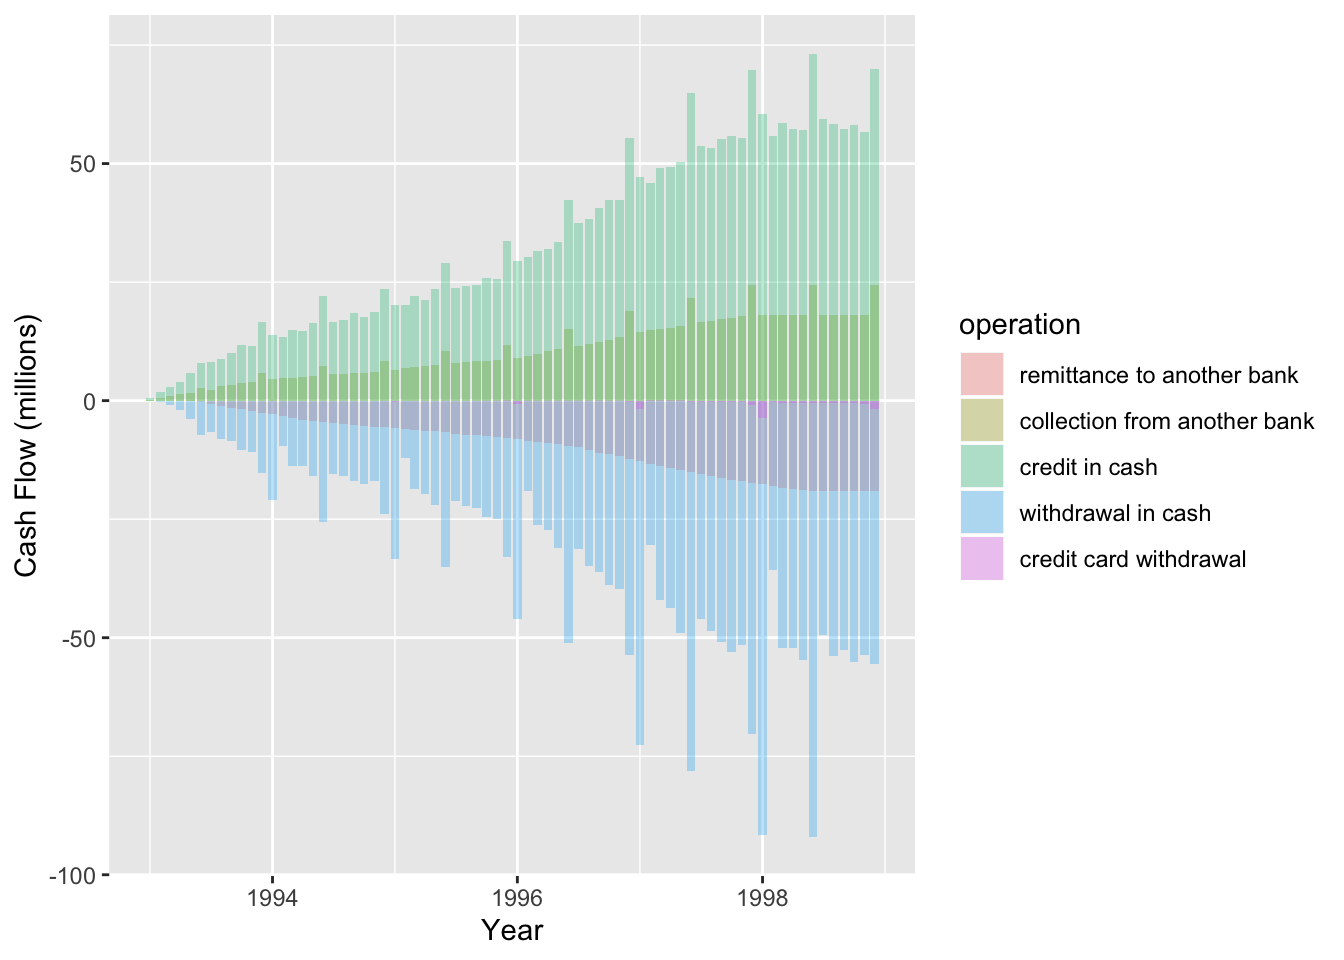 50
0
-50
-100
1994
1996
1998
Year
Cash Flow (millions)
operation
remittance to another bank
collection from another bank
credit in cash
withdrawal in cash
credit card withdrawal